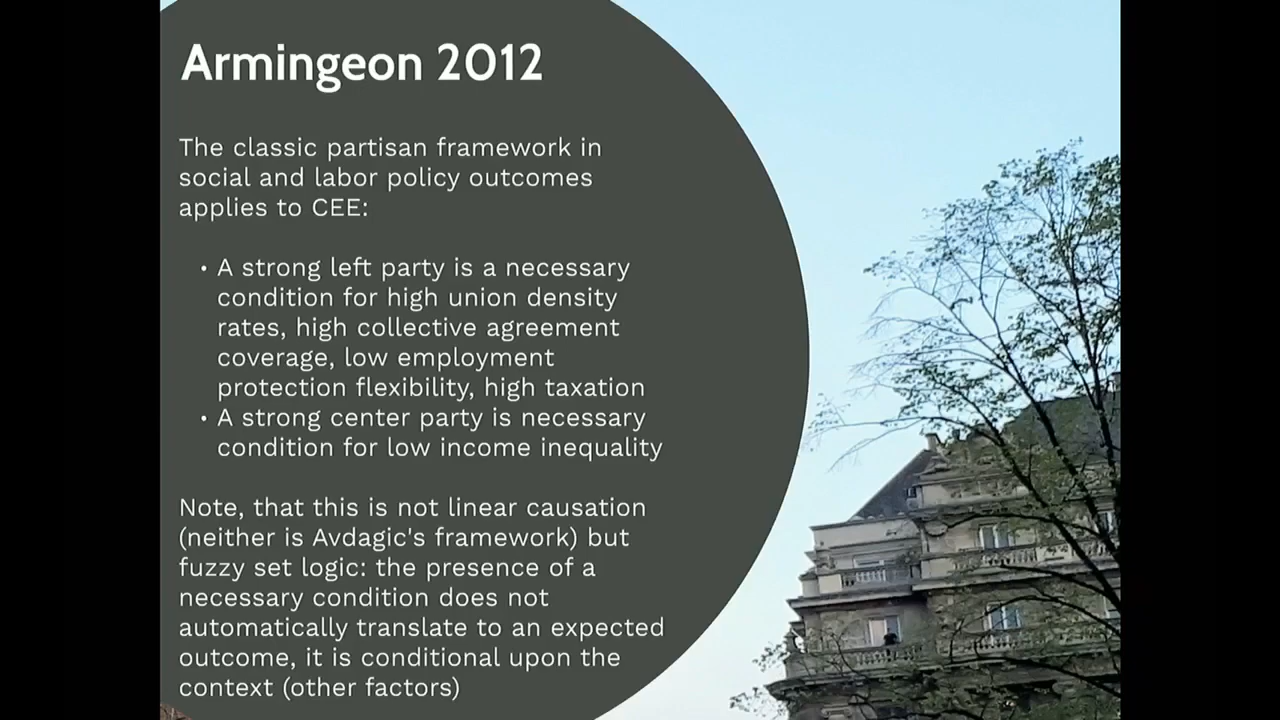 Armingeon 2012
The classic partisan framework in
social and labor policy outcomes
applies to CEE:
• A strong left party is a necessary
condition for high union density
rates, high collective agreement
coverage, low employment
protection flexibility, high taxation
• A strong center party is necessary
condition for low income inequality
Note, that this is not linear causation
(neither is Avdagic's framework) but
fuzzy set logic: the presence of a
necessary condition does not
automatically translate to an expected
outcome, it is conditional upon the
context (other factors)